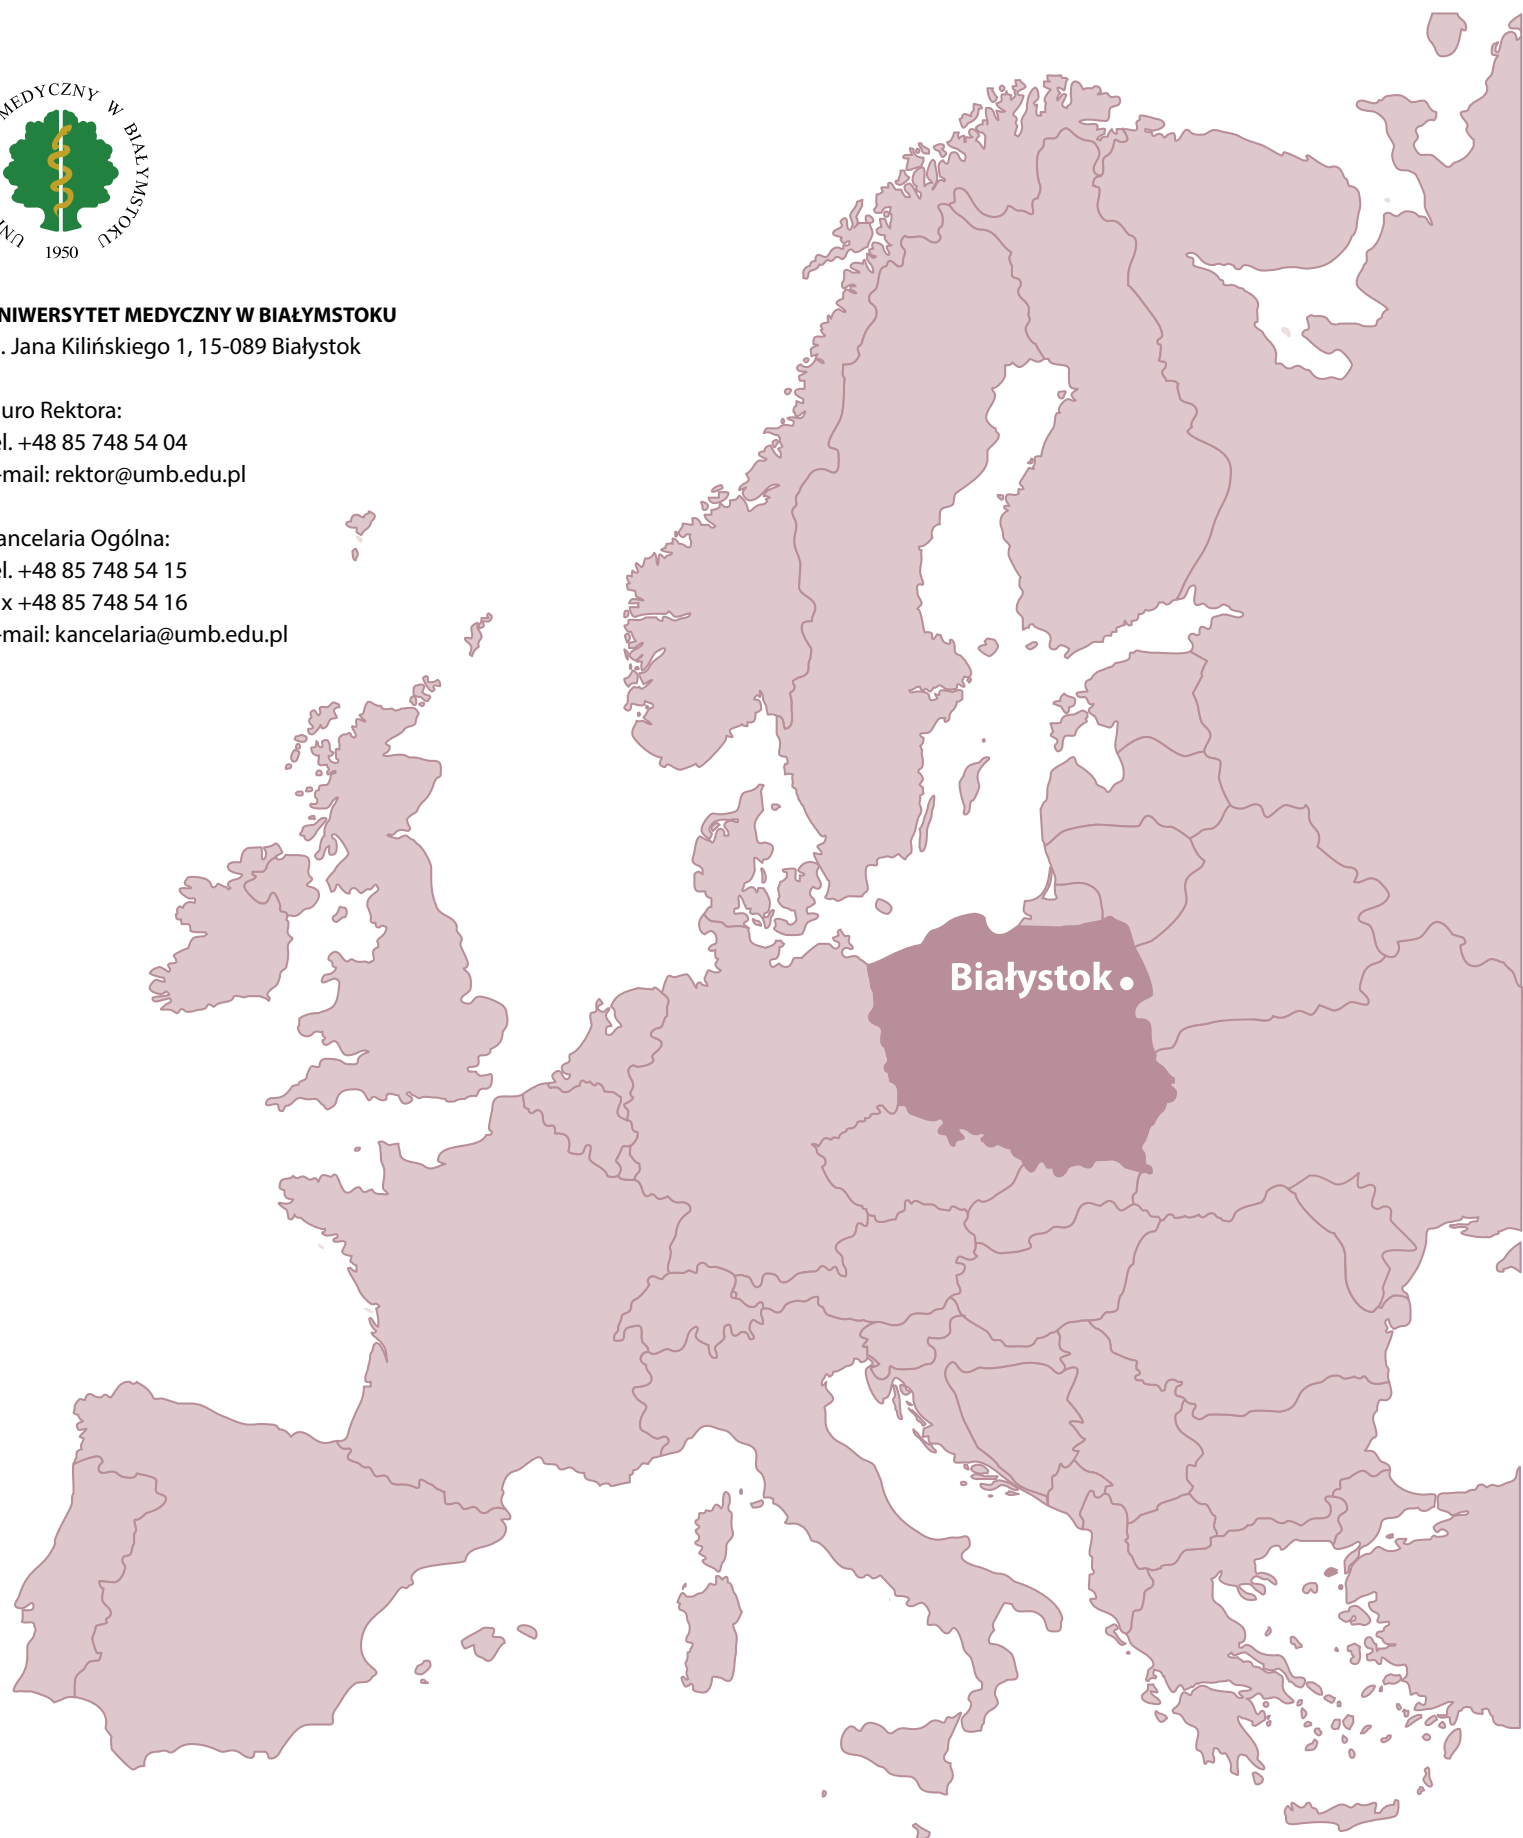 MEDYCZNY W BIAŁYMSTOKU
UNI
1950
NIWERSYTET MEDYCZNY W BIAŁYMSTOKU
. Jana Kilińskiego 1, 15-089 Białystok
uro Rektora:
el. +48 85 748 54 04
-mail: rektor@umb.edu.pl
ancelaria Ogólna:
el. +48 85 748 54 15
x +48 85 748 54 16
-mail: kancelaria@umb.edu.pl
Białystok